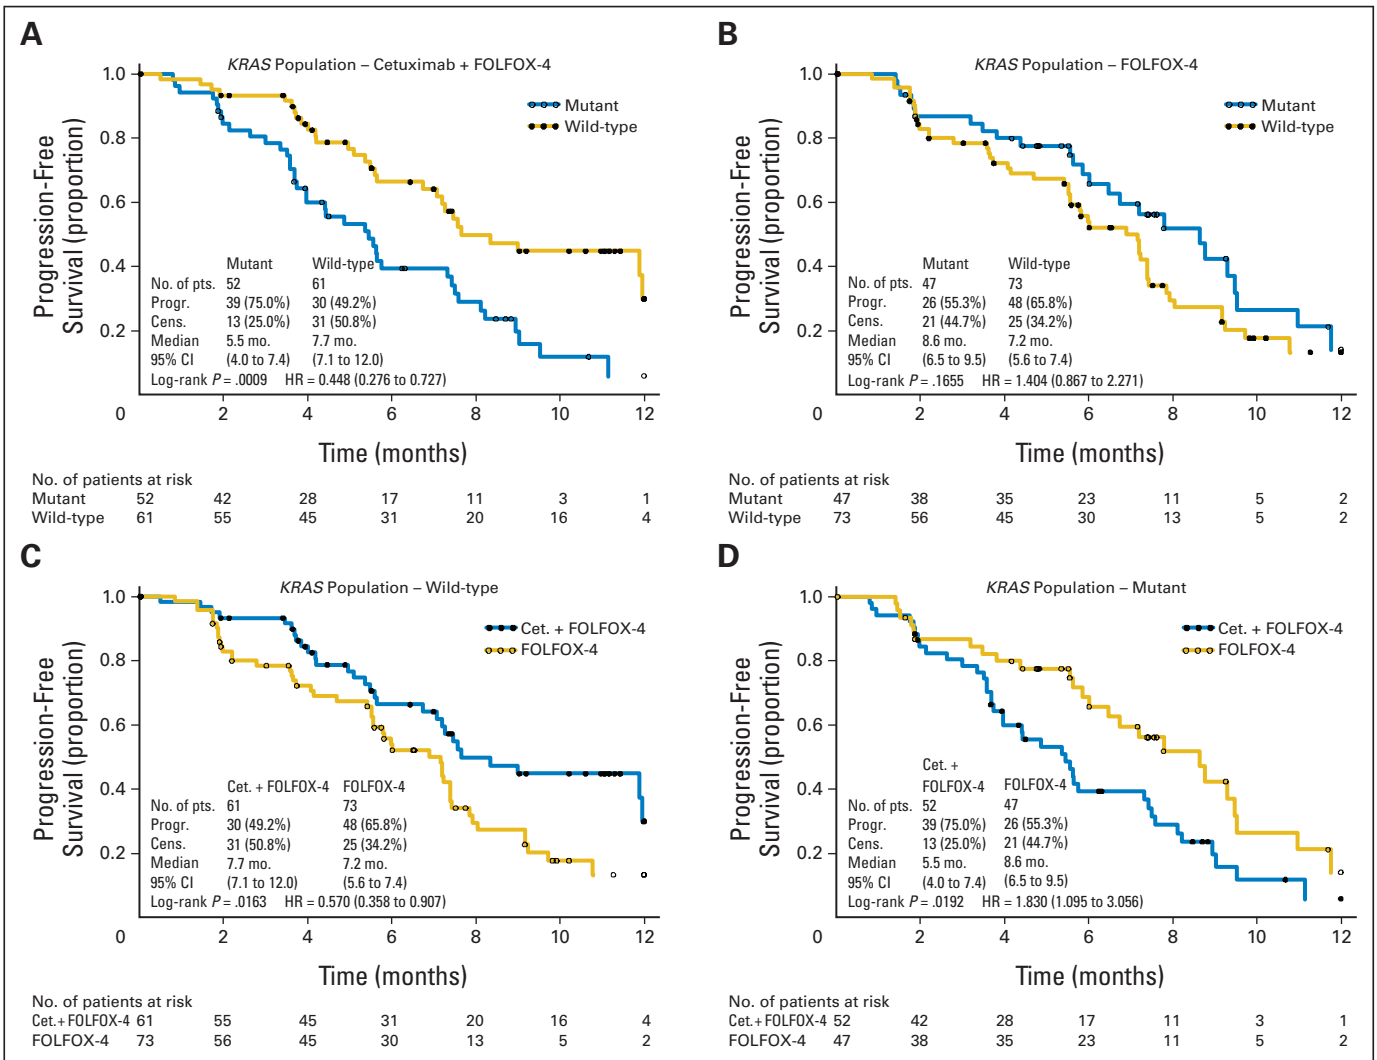 A
KRAS Population – Cetuximab + FOLFOX-4
Progression-Free
Survival (proportion)
1.0
0.8
0.6
0.4
0.2
0
2
4
6
8
10
12
Time (months)
Mutant
Wild-type
Mutant Wild-type
No. of pts. 52 61
Progr. 39 (75.0%) 30 (49.2%)
Cens. 13 (25.0%) 31 (50.8%)
Median 5.5 mo. 7.7 mo.
95% CI (4.0 to 7.4) (7.1 to 12.0)
Log-rank P = .0009 HR = 0.448 (0.276 to 0.727)
No. of patients at risk
Mutant 52 42 28 17 11 3 1
Wild-type 61 55 45 31 20 16 4
B
KRAS Population – FOLFOX-4
Progression-Free
Survival (proportion)
1.0
0.8
0.6
0.4
0.2
0
2
4
6
8
10
12
Time (months)
Mutant
Wild-type
Mutant Wild-type
No. of pts. 47 73
Progr. 26 (55.3%) 48 (65.8%)
Cens. 21 (44.7%) 25 (34.2%)
Median 8.6 mo. 7.2 mo.
95% CI (6.5 to 9.5) (5.6 to 7.4)
Log-rank P = .1655 HR = 1.404 (0.867 to 2.271)
No. of patients at risk
Mutant 47 38 35 23 11 5 2
Wild-type 73 56 45 30 13 5 2
C
KRAS Population – Wild-type
Progression-Free
Survival (proportion)
1.0
0.8
0.6
0.4
0.2
0
2
4
6
8
10
12
Time (months)
Cet. + FOLFOX-4
FOLFOX-4
Cet. + FOLFOX-4 FOLFOX-4
No. of pts. 61 73
Progr. 30 (49.2%) 48 (65.8%)
Cens. 31 (50.8%) 25 (34.2%)
Median 7.7 mo. 7.2 mo.
95% CI (7.1 to 12.0) (5.6 to 7.4)
Log-rank P = .0163 HR = 0.570 (0.358 to 0.907)
No. of patients at risk
Cet.+ FOLFOX-4 61 55 45 31 20 16 4
FOLFOX-4 73 56 45 30 13 5 2
D
KRAS Population – Mutant
Progression-Free
Survival (proportion)
1.0
0.8
0.6
0.4
0.2
0
2
4
6
8
10
12
Time (months)
Cet. + FOLFOX-4
FOLFOX-4
Cet. +
FOLFOX-4 FOLFOX-4
No. of pts. 52 47
Progr. 39 (75.0%) 26 (55.3%)
Cens. 13 (25.0%) 21 (44.7%)
Median 5.5 mo. 8.6 mo.
95% CI (4.0 to 7.4) (6.5 to 9.5)
Log-rank P = .0192 HR = 1.830 (1.095 to 3.056)
No. of patients at risk
Cet.+ FOLFOX-4 52 42 28 17 11 3 1
FOLFOX-4 47 38 35 23 11 5 2